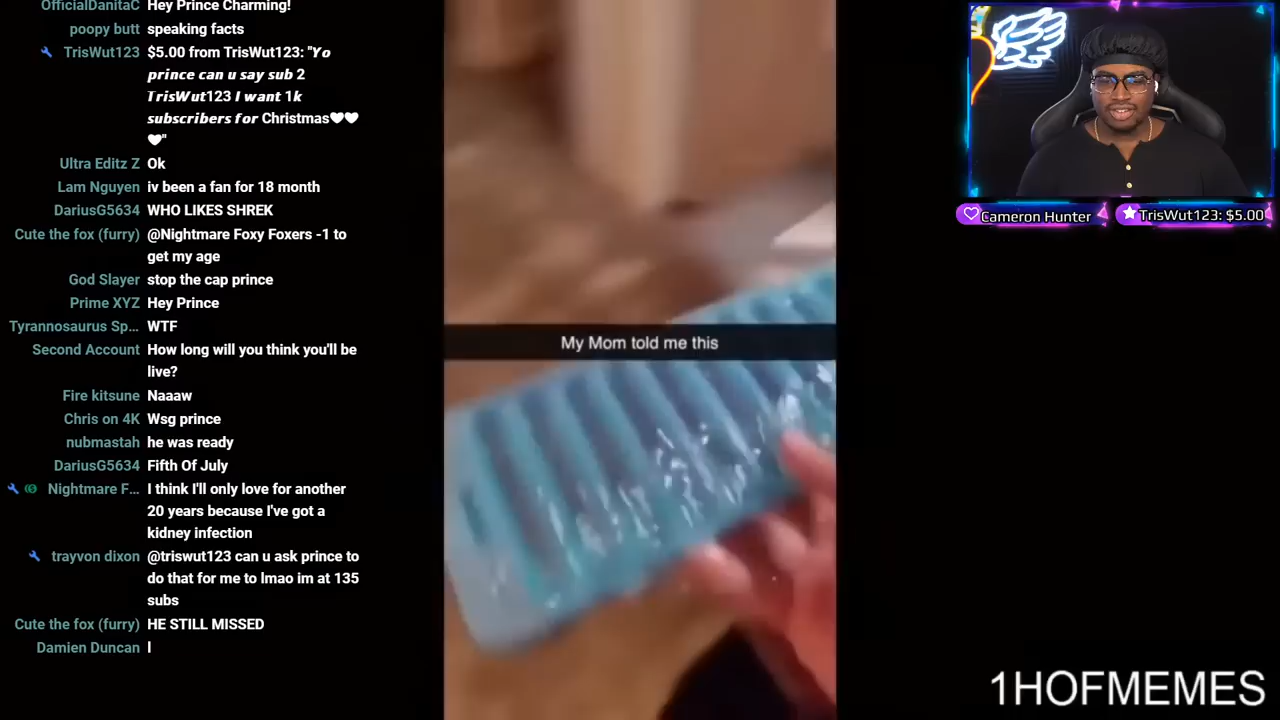 OfficialDanitaC Hey Prince Charming!
poopy butt speaking facts
TrisWut123 $5.00 from TrisWut123: "Yo
prince can u say sub 2
TrisWut123 I want 1k
subscribers for Christmas🤍🤍
🤍"
Ultra Editz Z Ok
Lam Nguyen iv been a fan for 18 month
DariusG5634 WHO LIKES SHREK
Cute the fox (furry) @Nightmare Foxy Foxers -1 to
get my age
God Slayer stop the cap prince
Prime XYZ Hey Prince
Tyrannosaurus Sp... WTF
Second Account How long will you think you'll be
live?
Fire kitsune Naaaw
Chris on 4K Wsg prince
nubmastah he was ready
DariusG5634 Fifth Of July
Nightmare F... I think I'll only love for another
20 years because I've got a
kidney infection
trayvon dixon @triswut123 can u ask prince to
do that for me to lmao im at 135
subs
Cute the fox (furry) HE STILL MISSED
Damien Duncan I
My Mom told me this
Cameron Hunter
TrisWut123: $5.00
1HOFMEMES